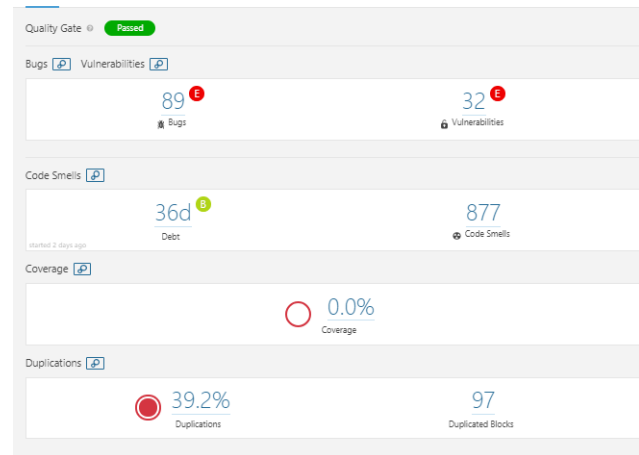 Quality Gate Passed
Bugs Vulnerabilities
89 E 32 E
Bugs Vulnerabilities
Code Smells
36d B 877
Debt Code Smells
started 2 days ago
Coverage
0.0%
Coverage
Duplications
39.2% 97
Duplications Duplicated Blocks